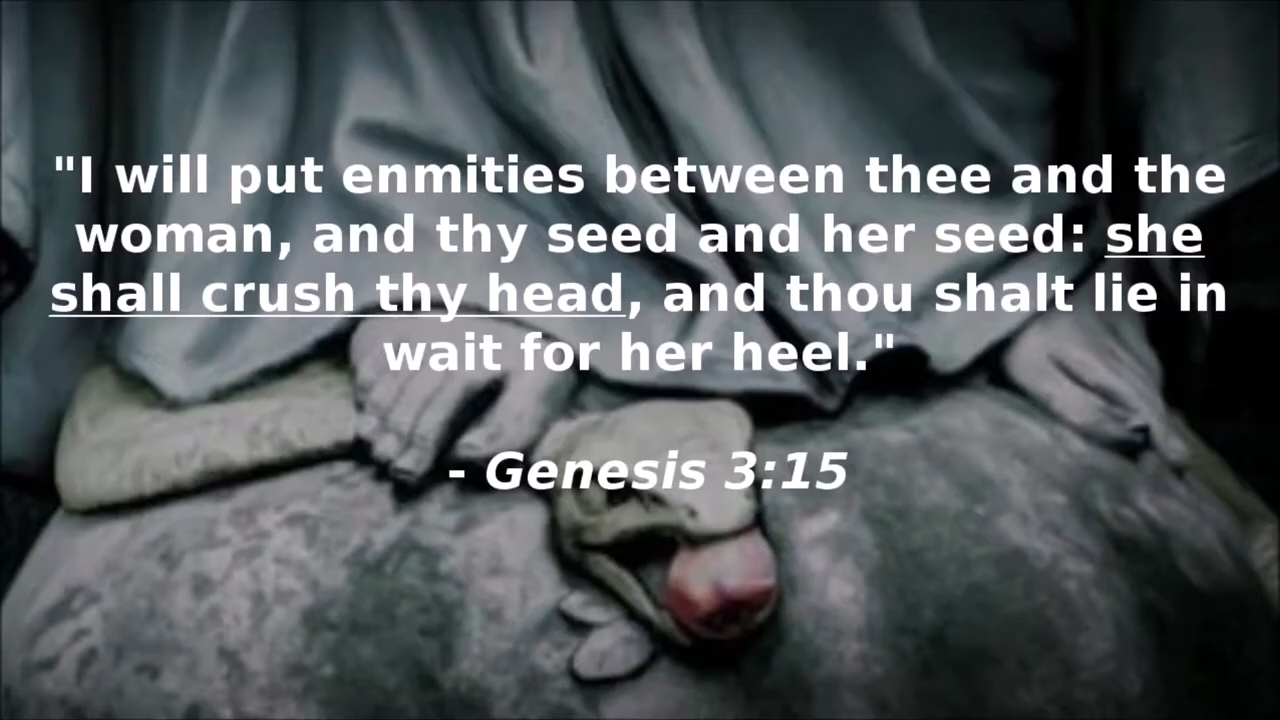 "I will put enmities between thee and the
woman, and thy seed and her seed: she
shall crush thy head, and thou shalt lie in
wait for her heel."
- Genesis 3:15